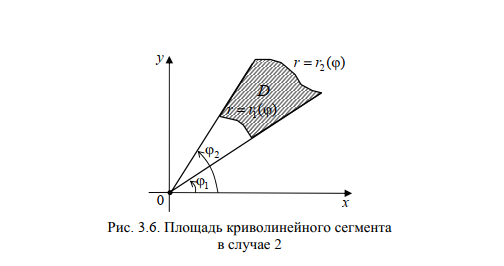 y
r = r₂(φ)
D
r = r₁(φ)
φ₂
φ₁
0
x
Рис. 3.6. Площадь криволинейного сегмента
в случае 2